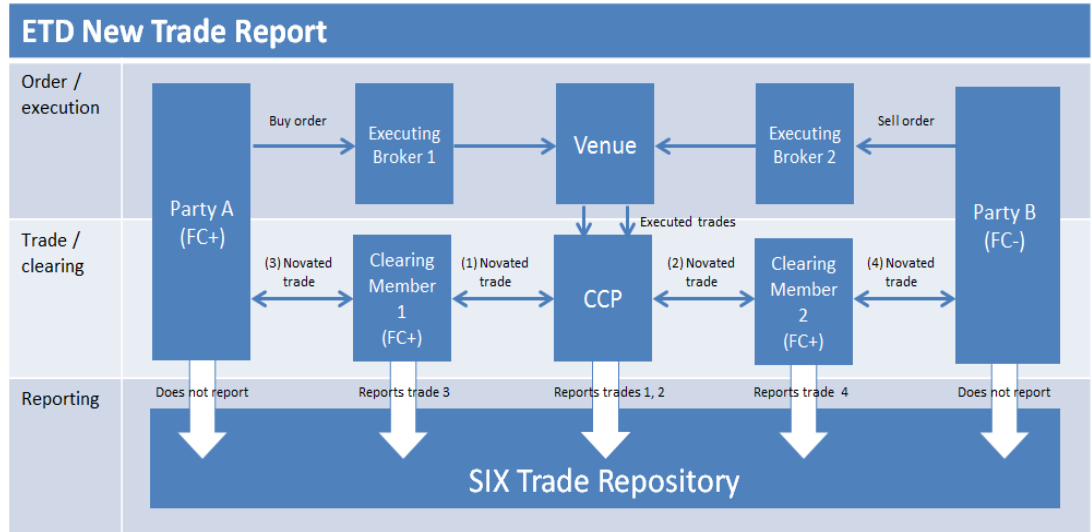 ETD New Trade Report
Order /
execution
Party A
(FC+)
Buy order
Executing
Broker 1
Venue
Executing
Broker 2
Sell order
Party B
(FC-)
Executed trades
Trade /
clearing
(3) Novated
trade
Clearing
Member
1
(FC+)
(1) Novated
trade
CCP
(2) Novated
trade
Clearing
Member
2
(FC+)
(4) Novated
trade
Reporting
Does not report
Reports trade 3
Reports trades 1, 2
Reports trade 4
Does not report
SIX Trade Repository